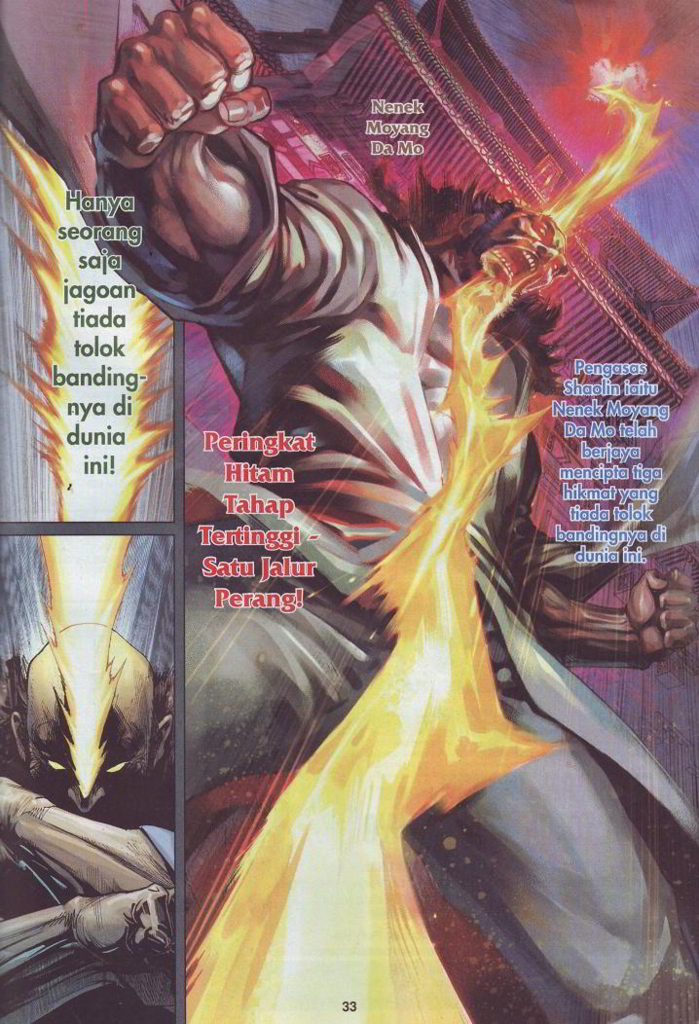 Nenek
Moyang
Da Mo
Hanya
seorang
saja
jagoan
tiada
tolok
banding-
nya di
dunia
ini!
Peringkat
Hitam
Tahap
Tertinggi -
Satu Jalur
Perang!
Pengasas
Shaolin iaitu
Nenek Moyang
Da Mo telah
berjaya
mencipta tiga
hikmat yang
tiada tolok
bandingnya di
dunia ini.
33